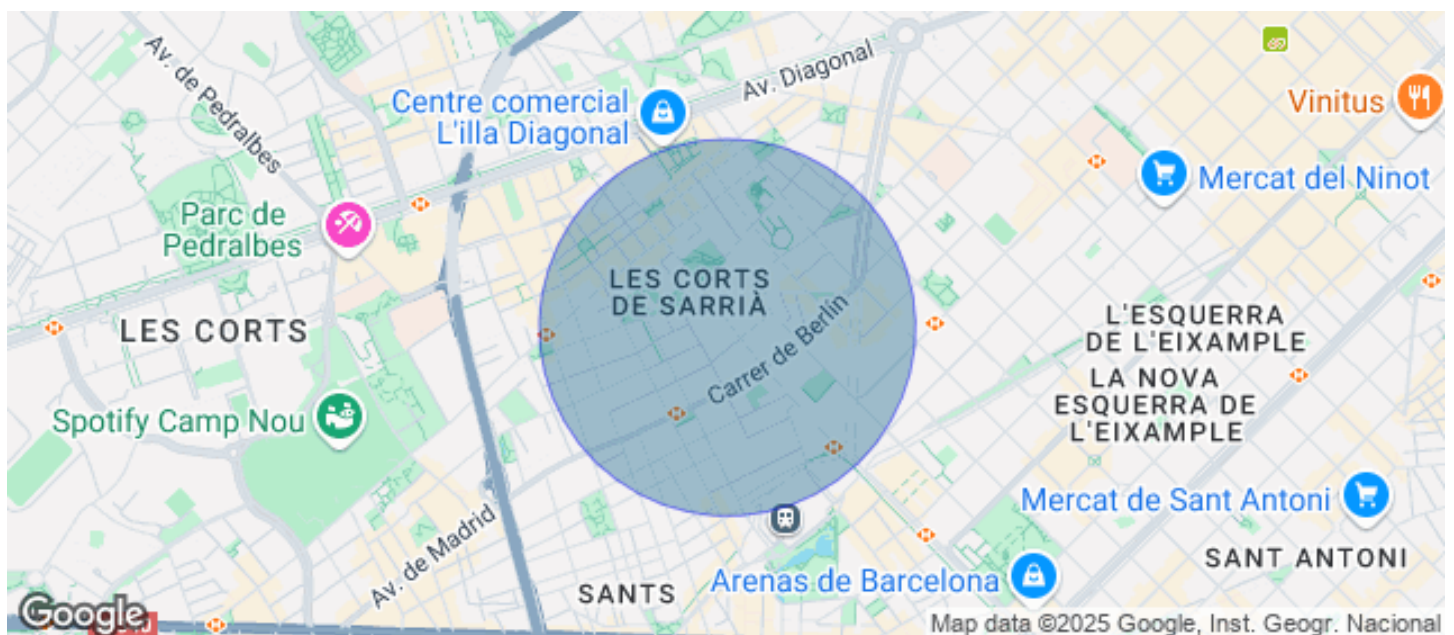 Av. de Pedralbes
Av. Diagonal
Centre comercial
L'illa Diagonal
Vinitus
Mercat del Ninot
Parc de
Pedralbes
LES CORTS
DE SARRIÀ
LES CORTS
Carrer de Berlín
L'ESQUERRA
DE L'EIXAMPLE
LA NOVA
ESQUERRA DE
L'EIXAMPLE
Spotify Camp Nou
Mercat de Sant Antoni
Av. de Madrid
SANT ANTONI
Arenas de Barcelona
SANTS
Google
Map data ©2025 Google, Inst. Geogr. Nacional